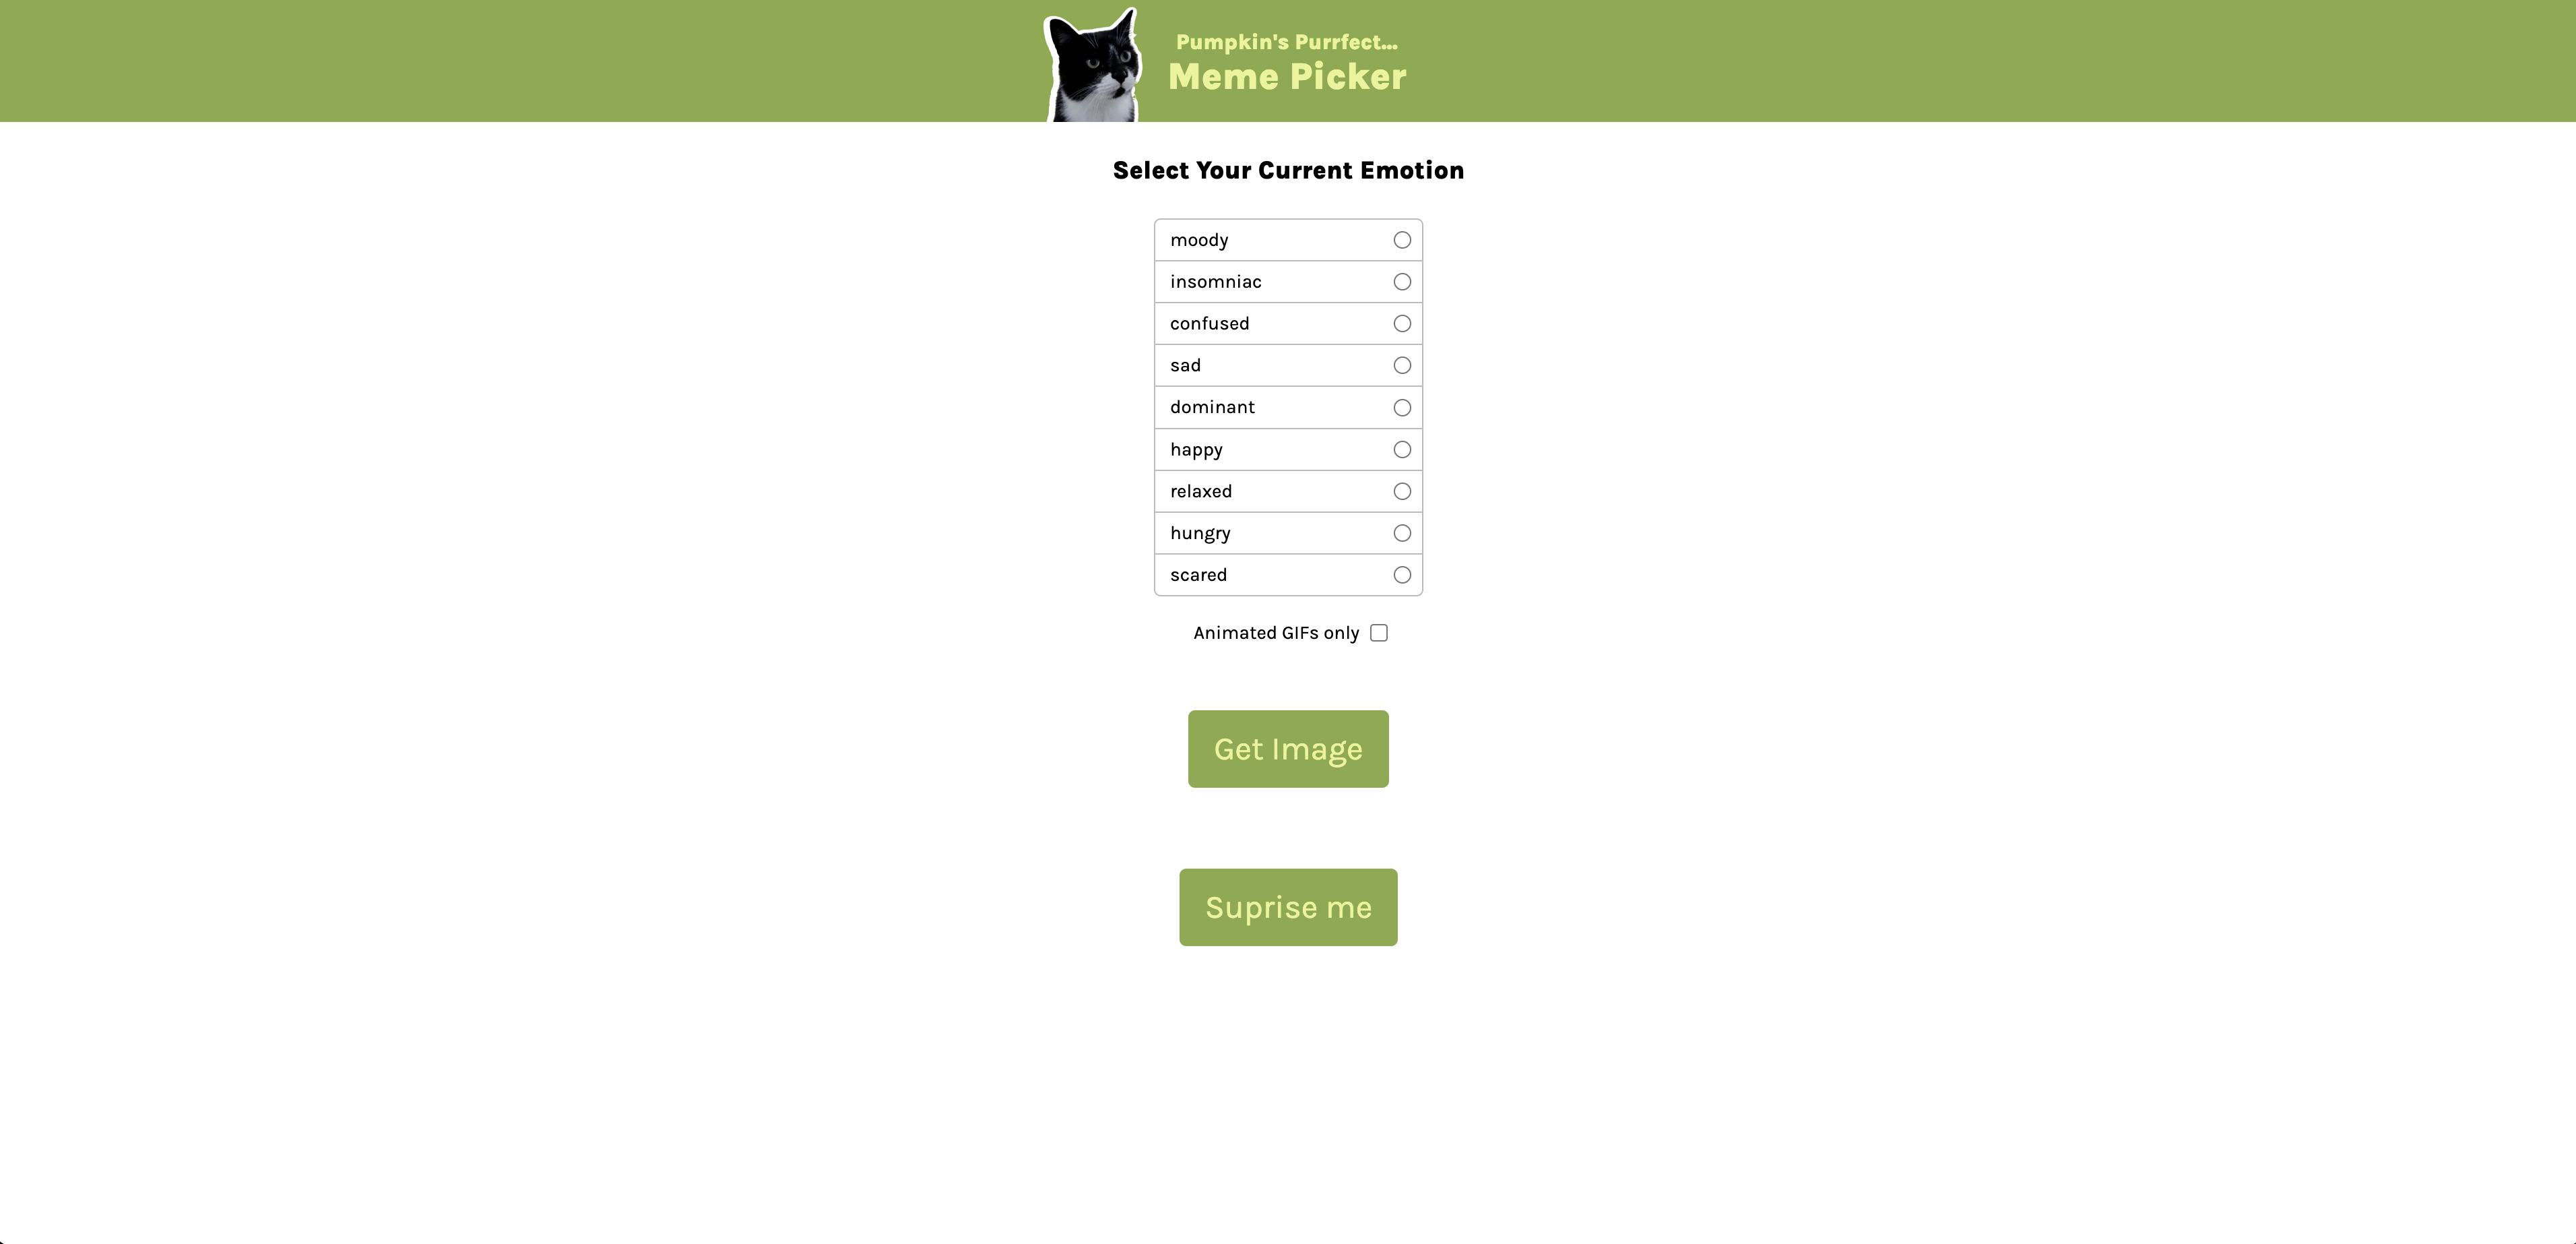 Pumpkin's Purrfect...
Meme Picker
Select Your Current Emotion
moody
insomniac
confused
sad
dominant
happy
relaxed
hungry
scared
Animated GIFs only
Get Image
Suprise me